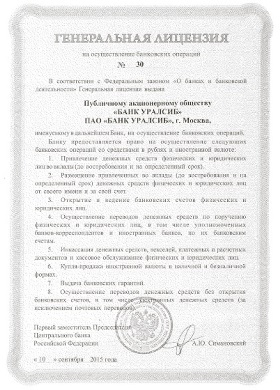 ГЕНЕРАЛЬНАЯ ЛИЦЕНЗИЯ
на осуществление банковских операций
№ 30
В соответствии с Федеральным законом «О банках и банковской
деятельности» Генеральная лицензия выдана
Публичному акционерному обществу
«БАНК УРАЛСИБ»
ПАО «БАНК УРАЛСИБ», г. Москва,
именуемому в дальнейшем Банк, на осуществление банковских операций.
Банку предоставляется право на осуществление следующих
банковских операций со средствами в рублях и иностранной валюте:
1. Привлечение денежных средств физических и юридических
лиц во вклады (до востребования и на определенный срок).
2. Размещение привлеченных во вклады (до востребования и на
определенный срок) денежных средств физических и юридических лиц
от своего имени и за свой счет.
3. Открытие и ведение банковских счетов физических и
юридических лиц.
4. Осуществление переводов денежных средств по поручению
физических и юридических лиц, в том числе уполномоченных
банков-корреспондентов и иностранных банков, по их банковским
счетам.
5. Инкассация денежных средств, векселей, платежных и расчетных
документов и кассовое обслуживание физических и юридических лиц.
6. Купля-продажа иностранной валюты в наличной и безналичной
формах.
7. Выдача банковских гарантий.
8. Осуществление переводов денежных средств без открытия
банковских счетов, в том числе электронных денежных средств (за
исключением почтовых переводов).
Первый заместитель Председателя
Центрального банка
Российской Федерации
А.Ю. Симановский
« 10 » сентября 2015 года